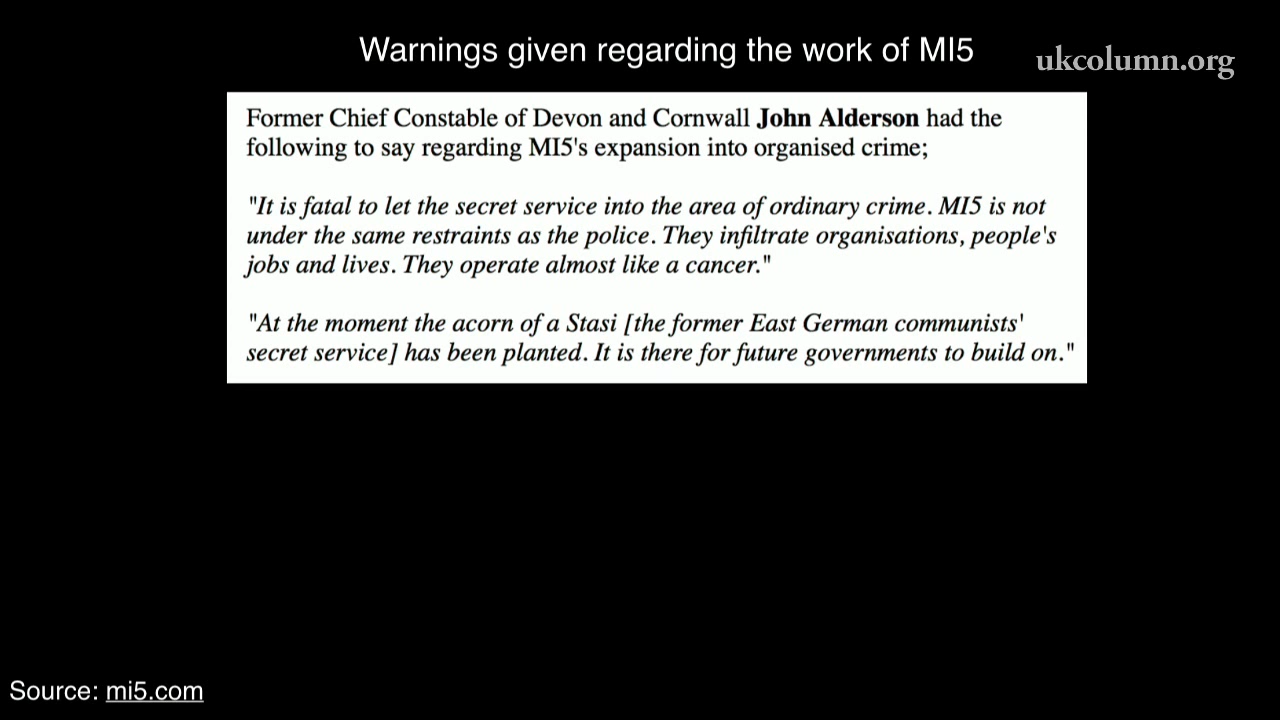 Warnings given regarding the work of MI5
ukcolumn.org
Former Chief Constable of Devon and Cornwall John Alderson had the
following to say regarding MI5's expansion into organised crime;
"It is fatal to let the secret service into the area of ordinary crime. MI5 is not
under the same restraints as the police. They infiltrate organisations, people's
jobs and lives. They operate almost like a cancer."
"At the moment the acorn of a Stasi [the former East German communists'
secret service] has been planted. It is there for future governments to build on."
Source: mi5.com